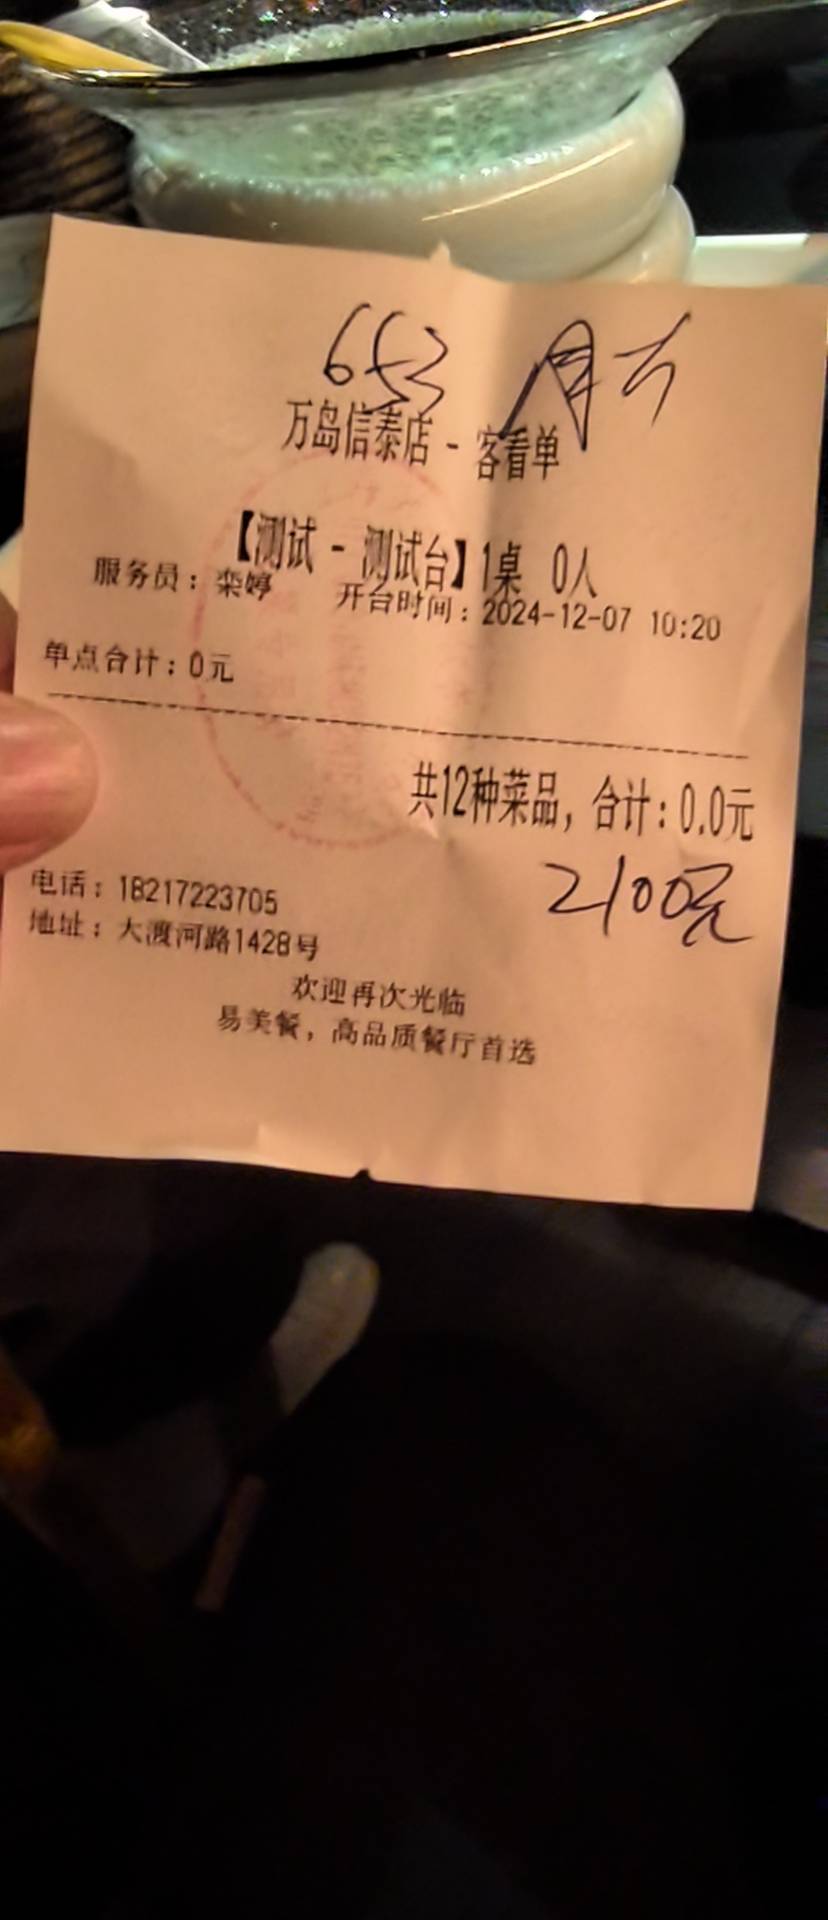 653
万岛信泰店 - 客看单
【测试 - 测试台】1桌 0人
服务员：栾婷 开台时间：2024-12-07 10:20
单点合计：0元
共12种菜品，合计：0.0元
2100元
电话：18217223705
地址：大渡河路1428号
欢迎再次光临
易美餐，高品质餐厅首选